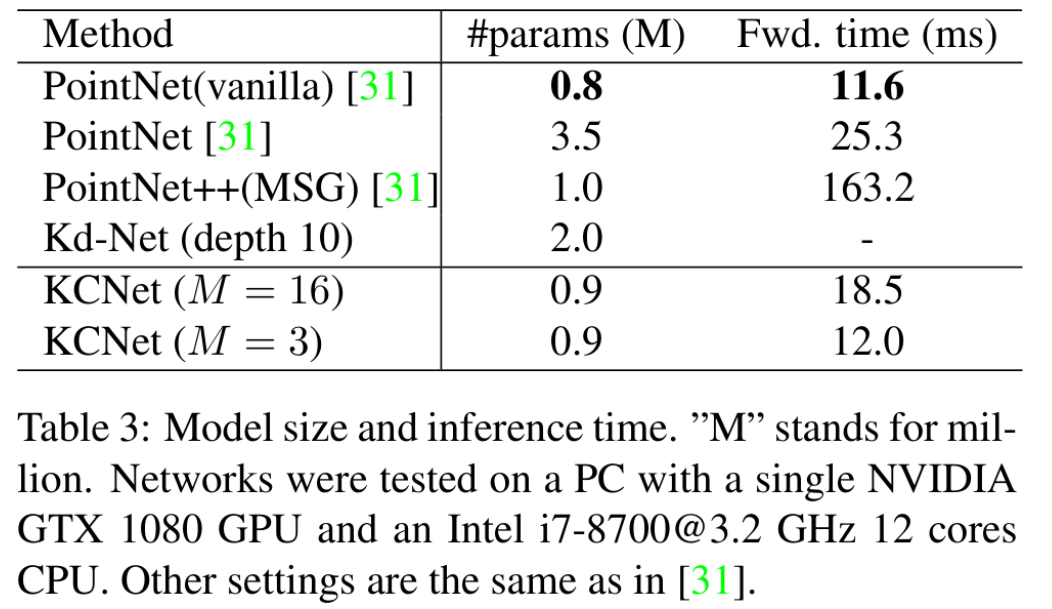 Method #params (M) Fwd. time (ms)
PointNet(vanilla) [31] 0.8 11.6
PointNet [31] 3.5 25.3
PointNet++(MSG) [31] 1.0 163.2
Kd-Net (depth 10) 2.0 -
KCNet (M = 16) 0.9 18.5
KCNet (M = 3) 0.9 12.0
Table 3: Model size and inference time. ”M” stands for mil-
lion. Networks were tested on a PC with a single NVIDIA
GTX 1080 GPU and an Intel i7-8700@3.2 GHz 12 cores
CPU. Other settings are the same as in [31].